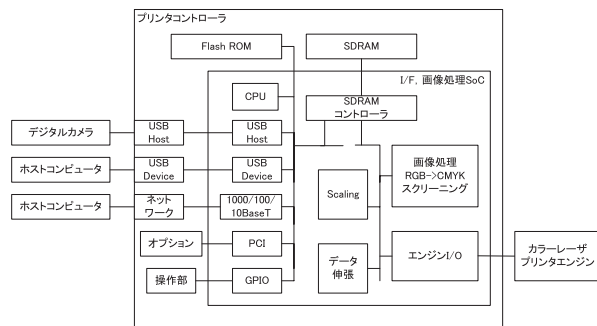 プリンタコントローラ
Flash ROM
SDRAM
I/F, 画像処理SoC
CPU
SDRAM
コントローラ
デジタルカメラ
USB
Host
USB
Host
ホストコンピュータ
USB
Device
USB
Device
画像処理
RGB->CMYK
スクリーニング
Scaling
ホストコンピュータ
ネット
ワーク
1000/100/
10BaseT
オプション
PCI
データ
伸張
エンジンI/O
カラーレーザ
プリンタエンジン
操作部
GPIO